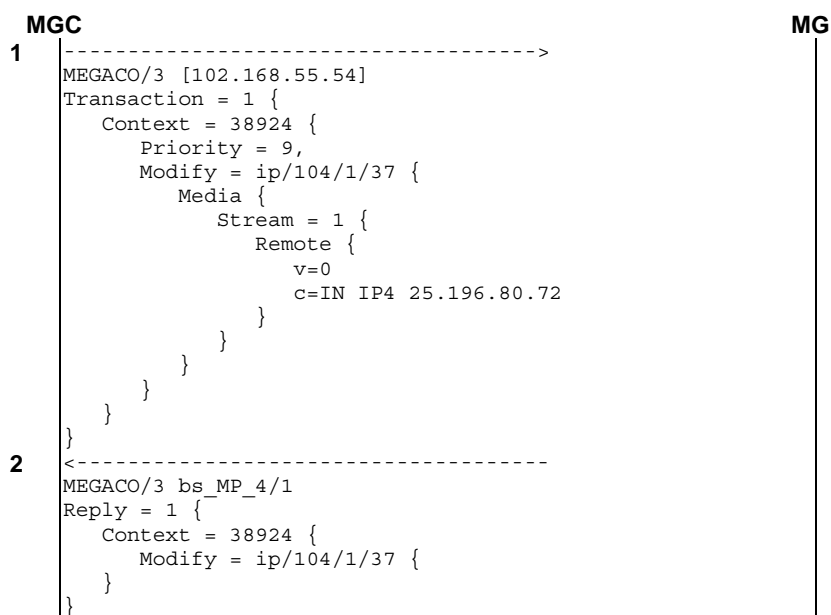 MGC MG
1 ------------------------------------->
MEGACO/3 [102.168.55.54]
Transaction = 1 {
   Context = 38924 {
      Priority = 9,
      Modify = ip/104/1/37 {
         Media {
            Stream = 1 {
               Remote {
                  v=0
                  c=IN IP4 25.196.80.72
               }
            }
         }
      }
   }
}
2 <-------------------------------------
MEGACO/3 bs_MP_4/1
Reply = 1 {
   Context = 38924 {
      Modify = ip/104/1/37 {
   }
}